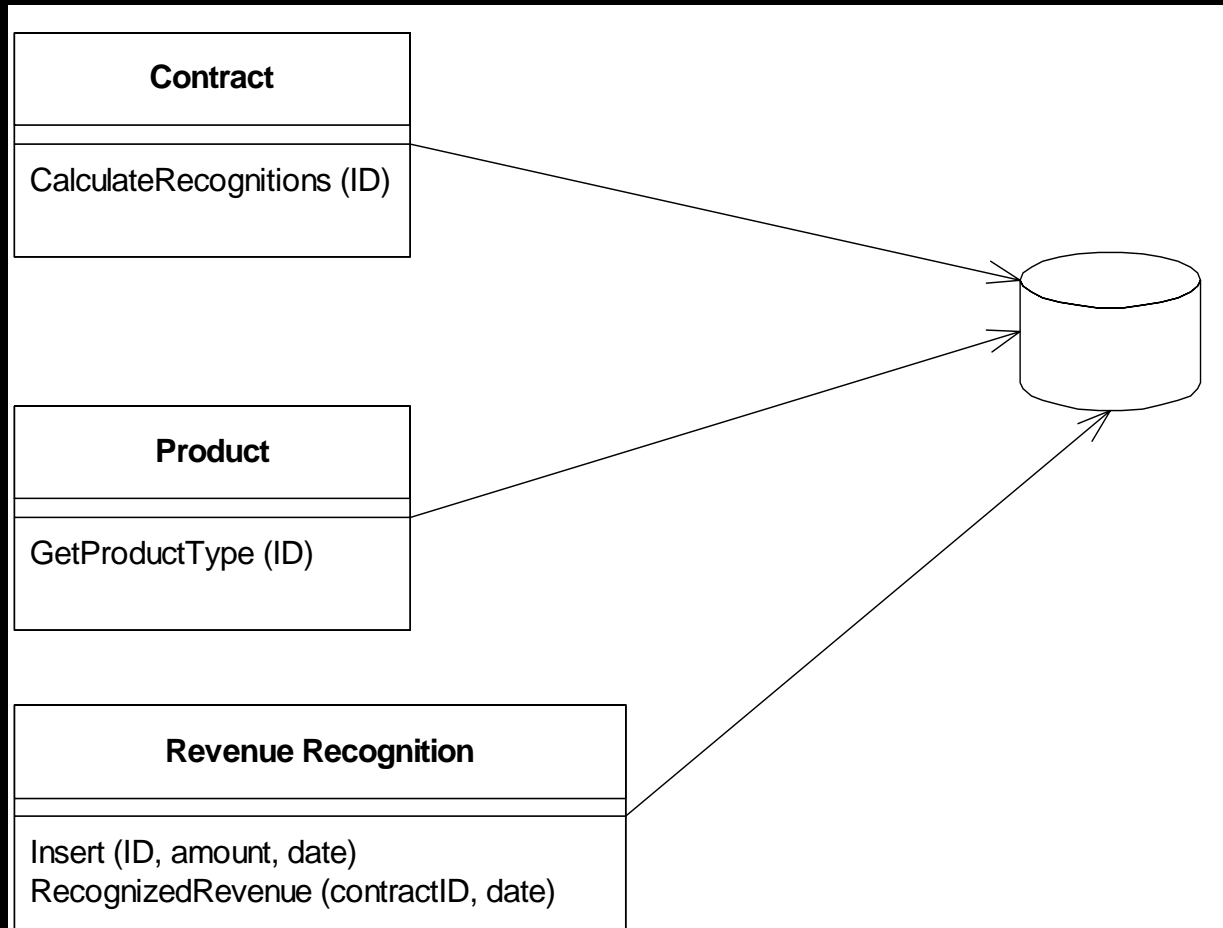 Contract
CalculateRecognitions (ID)
Product
GetProductType (ID)
Revenue Recognition
Insert (ID, amount, date)
RecognizedRevenue (contractID, date)